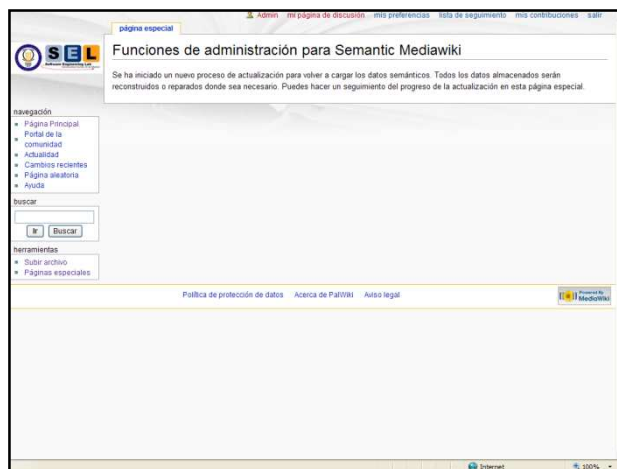 Admin mi página de discusión mis preferencias lista de seguimiento mis contribuciones salir
página especial
SEL
Software Engineering Lab
Funciones de administración para Semantic Mediawiki
Se ha iniciado un nuevo proceso de actualización para volver a cargar los datos semánticos. Todos los datos almacenados serán
reconstruidos o reparados donde sea necesario. Puedes hacer un seguimiento del progreso de la actualización en esta página especial.
navegación
Página Principal
Portal de la
comunidad
Actualidad
Cambios recientes
Página aleatoria
Ayuda
buscar
Ir Buscar
herramientas
Subir archivo
Páginas especiales
Política de protección de datos Acerca de PalWiki Aviso legal
Powered By
MediaWiki
Internet 100%